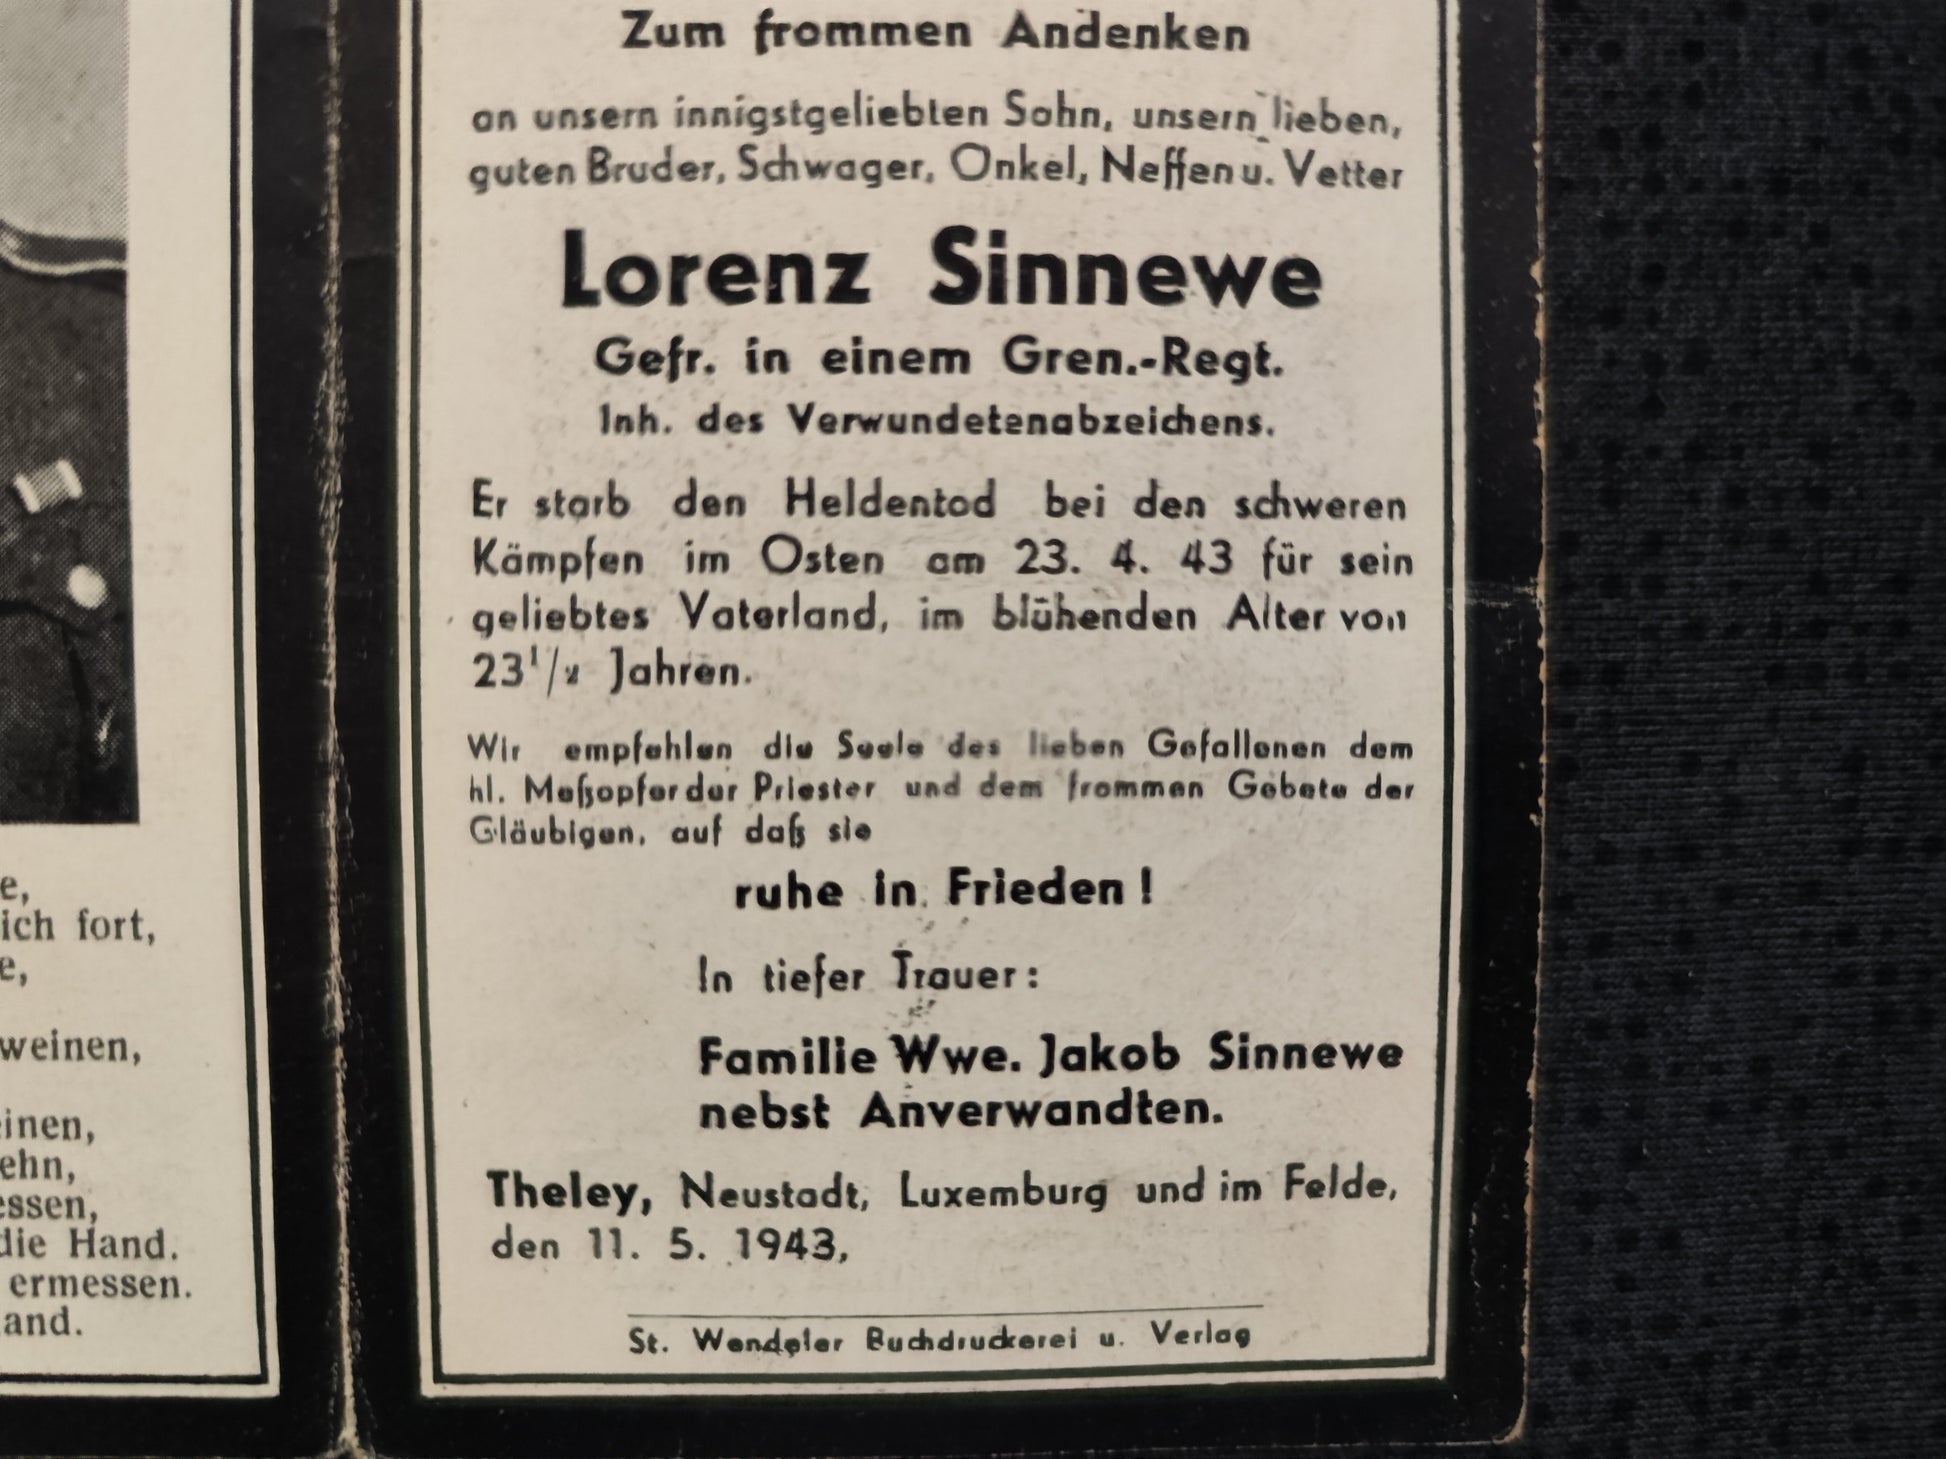 e,
ich fort,
e,
weinen,
einen,
ehn,
essen,
die Hand.
ermessen.
and.
Zum frommen Andenken
an unsern innigstgeliebten Sohn, unsern lieben,
guten Bruder, Schwager, Onkel, Neffen u. Vetter
Lorenz Sinnewe
Gefr. in einem Gren.-Regt.
Inh. des Verwundetenabzeichens.
Er starb den Heldentod bei den schweren
Kämpfen im Osten am 23. 4. 43 für sein
geliebtes Vaterland, im blühenden Alter von
23 1/2 Jahren.
Wir empfehlen die Seele des lieben Gefallenen dem
hl. Meßopfer der Priester und dem frommen Gebete der
Gläubigen, auf daß sie
ruhe in Frieden!
In tiefer Trauer:
Familie Wwe. Jakob Sinnewe
nebst Anverwandten.
Theley, Neustadt, Luxemburg und im Felde,
den 11. 5. 1943,
St. Wendeler Buchdruckerei u. Verlag